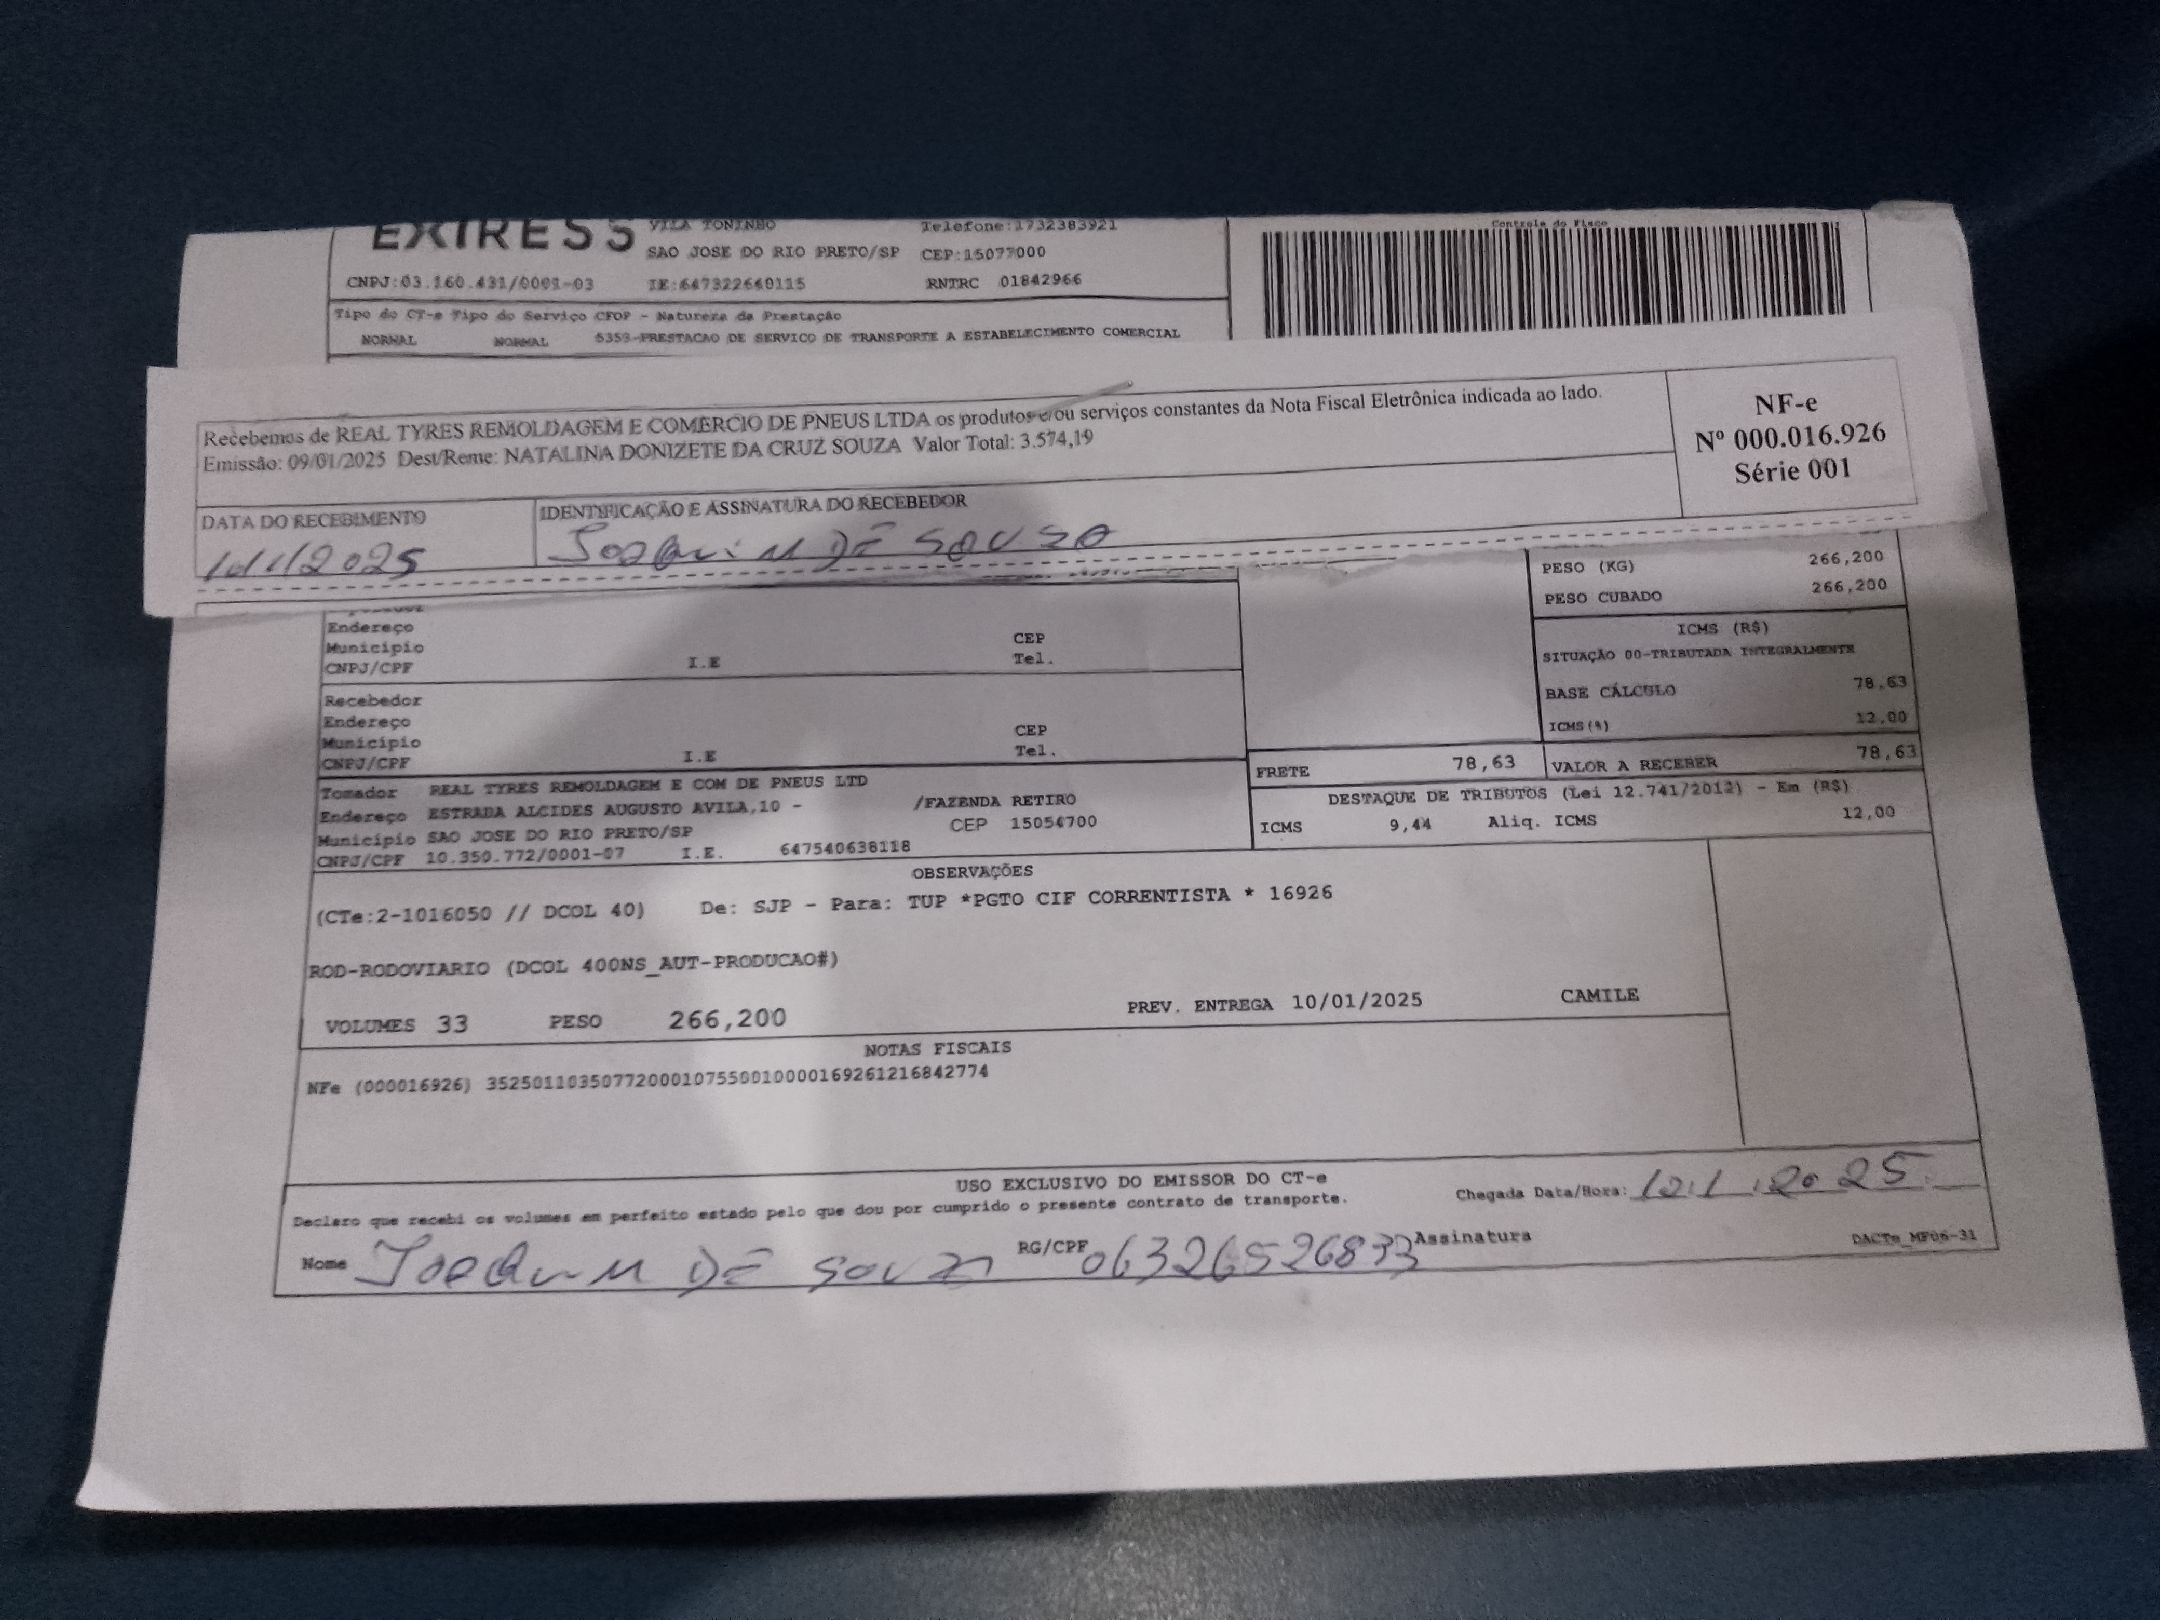 EXPRESS VILA TONINHO Telefone:1732383921 Controle do Fisco
SAO JOSE DO RIO PRETO/SP CEP:15077000
CNPJ:03.160.431/0001-03 IE:647322640115 RNTRC 01842966
Tipo do CT-e Tipo do Serviço CFOP - Natureza da Prestação
NORMAL NORMAL 5353-PRESTACAO DE SERVICO DE TRANSPORTE A ESTABELECIMENTO COMERCIAL
Recebemos de REAL TYRES REMOLDAGEM E COMERCIO DE PNEUS LTDA os produtos e/ou serviços constantes da Nota Fiscal Eletrônica indicada ao lado.
Emissão: 09/01/2025 Dest/Reme: NATALINA DONIZETE DA CRUZ SOUZA Valor Total: 3.574,19
NF-e
Nº 000.016.926
Série 001
DATA DO RECEBIMENTO IDENTIFICAÇÃO E ASSINATURA DO RECEBEDOR
Joaquim DE Souza
PESO (KG) 266,200
PESO CUBADO 266,200
Endereço
Município CEP
CNPJ/CPF I.E Tel.
ICMS (R$)
SITUAÇÃO 00-TRIBUTADA INTEGRALMENTE
BASE CÁLCULO 78,63
ICMS(%) 12,00
Recebedor
Endereço
Município CEP
CNPJ/CPF I.E Tel.
FRETE 78,63 VALOR A RECEBER 78,63
Tomador REAL TYRES REMOLDAGEM E COM DE PNEUS LTD
Endereço ESTRADA ALCIDES AUGUSTO AVILA,10 - /FAZENDA RETIRO
Município SAO JOSE DO RIO PRETO/SP CEP 15054700
CNPJ/CPF 10.350.772/0001-07 I.E. 647540638118
DESTAQUE DE TRIBUTOS (Lei 12.741/2012) - Em (R$)
ICMS 9,44 Aliq. ICMS 12,00
OBSERVAÇÕES
(CTe:2-1016050 // DCOL 40) De: SJP - Para: TUP *PGTO CIF CORRENTISTA * 16926
ROD-RODOVIARIO (DCOL 400NS_AUT-PRODUCAO#)
VOLUMES 33 PESO 266,200 PREV. ENTREGA 10/01/2025 CAMILE
NOTAS FISCAIS
NFe (000016926) 35250110350772000107550010000169261216842774
USO EXCLUSIVO DO EMISSOR DO CT-e
Declaro que recebi os volumes em perfeito estado pelo que dou por cumprido o presente contrato de transporte.
Chegada Data/Hora:
Nome Joaquim DE Souza RG/CPF 06326526833 Assinatura DACTe_MF06-31